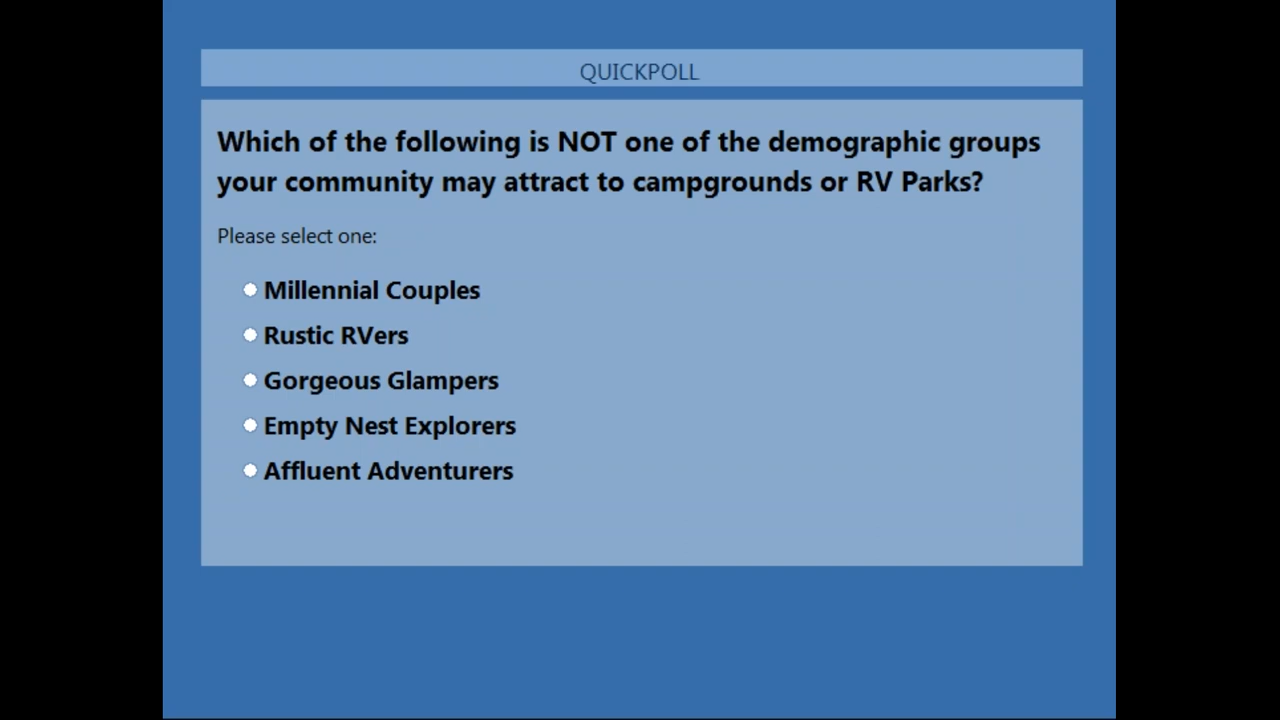 QUICKPOLL
Which of the following is NOT one of the demographic groups
your community may attract to campgrounds or RV Parks?
Please select one:
Millennial Couples
Rustic RVers
Gorgeous Glampers
Empty Nest Explorers
Affluent Adventurers